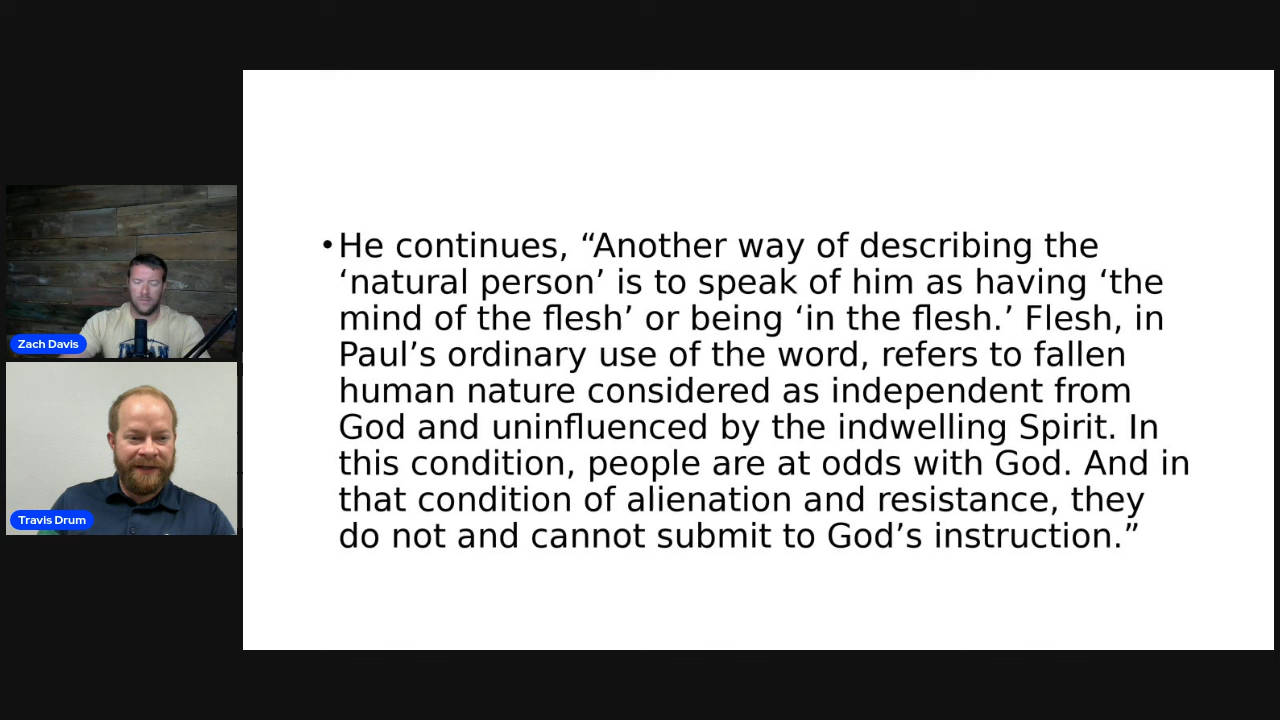 • He continues, “Another way of describing the
‘natural person’ is to speak of him as having ‘the
mind of the flesh’ or being ‘in the flesh.’ Flesh, in
Paul’s ordinary use of the word, refers to fallen
human nature considered as independent from
God and uninfluenced by the indwelling Spirit. In
this condition, people are at odds with God. And in
that condition of alienation and resistance, they
do not and cannot submit to God’s instruction.”
Zach Davis
Travis Drum